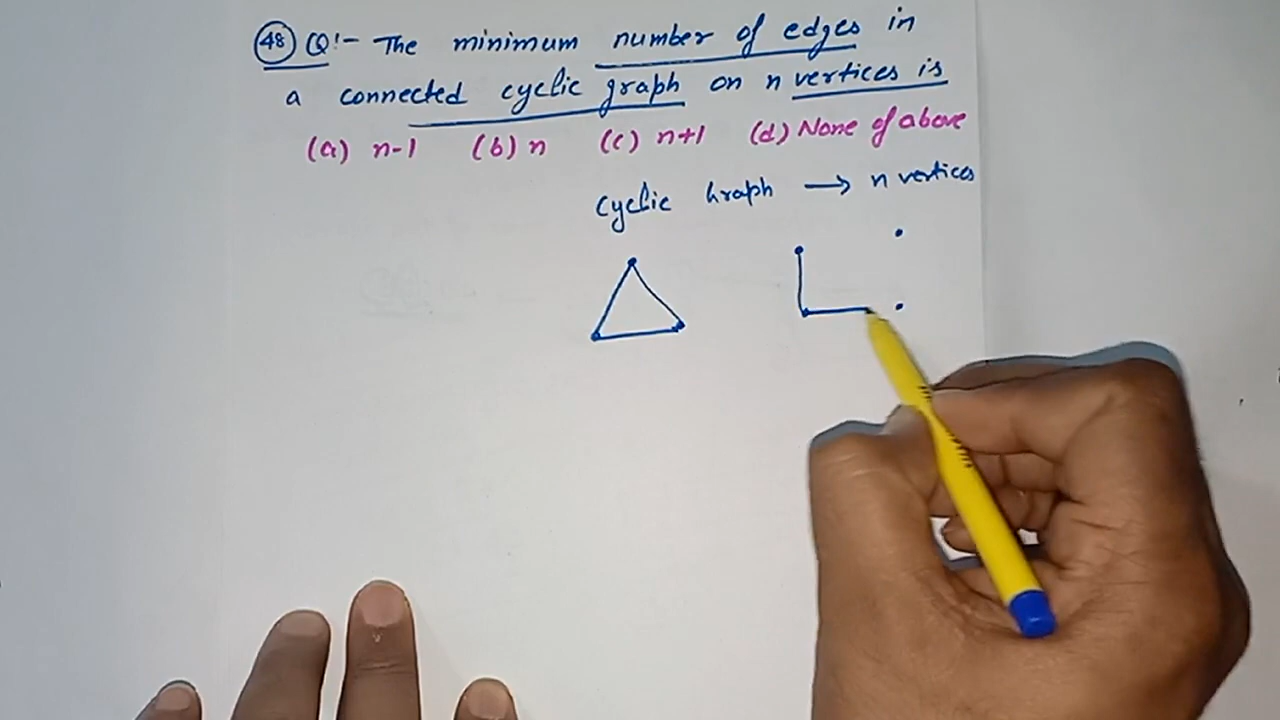 48 Q:- The minimum number of edges in
a connected cyclic graph on n vertices is
(a) n-1 (b) n (c) n+1 (d) None of above
Cyclic Graph → n vertices